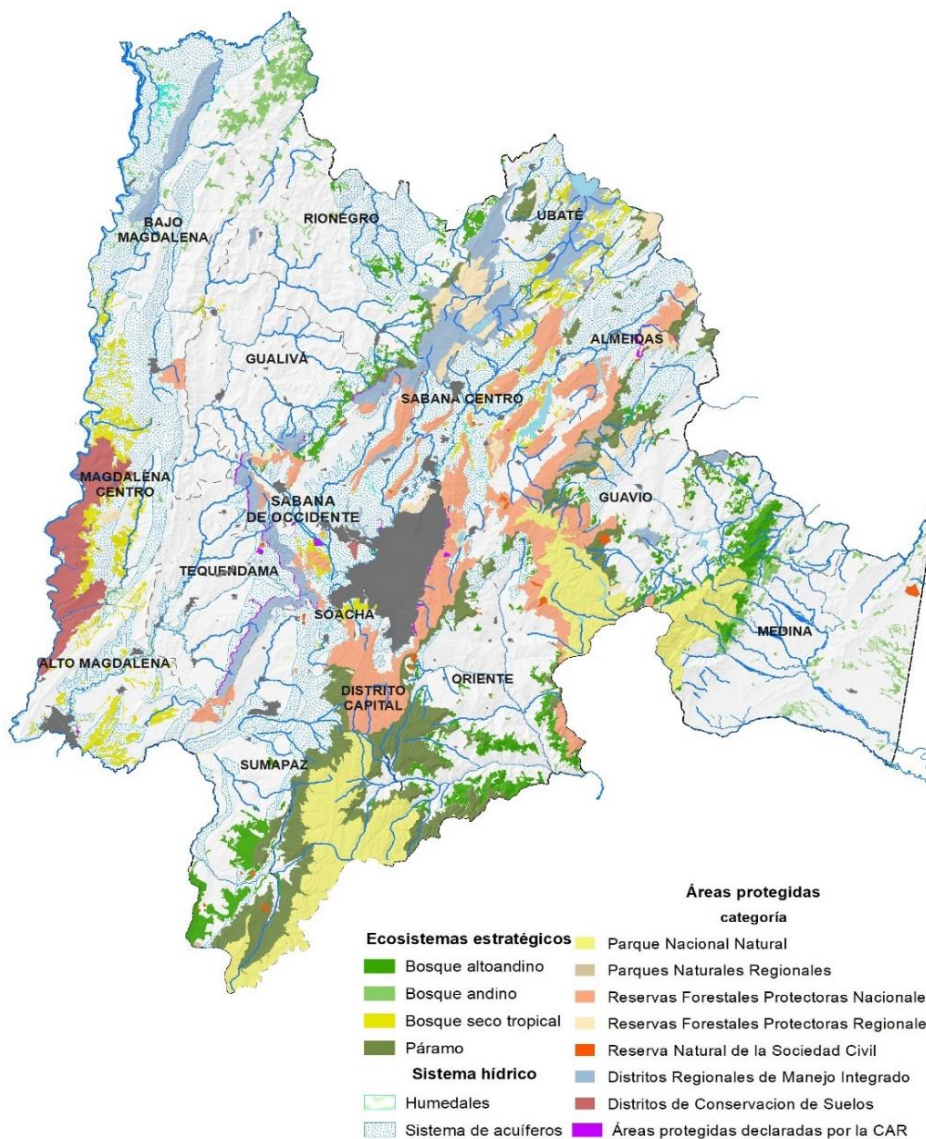 UBATÉ
BAJO
MAGDALENA
RIONEGRO
ALMEIDAS
GUALIVÁ
SABANA CENTRO
MAGDALENA
CENTRO
SABANA
DE OCCIDENTE
GUAVIO
TEQUENDAMA
SOACHA
MEDINA
ALTO MAGDALENA
DISTRITO
CAPITAL
ORIENTE
SUMAPAZ
Ecosistemas estratégicos
Bosque altoandino
Bosque andino
Bosque seco tropical
Páramo
Sistema hídrico
Humedales
Sistema de acuíferos
Áreas protegidas
categoría
Parque Nacional Natural
Parques Naturales Regionales
Reservas Forestales Protectoras Nacionale
Reservas Forestales Protectoras Regionale
Reserva Natural de la Sociedad Civil
Distritos Regionales de Manejo Integrado
Distritos de Conservacion de Suelos
Áreas protegidas declaradas por la CAR